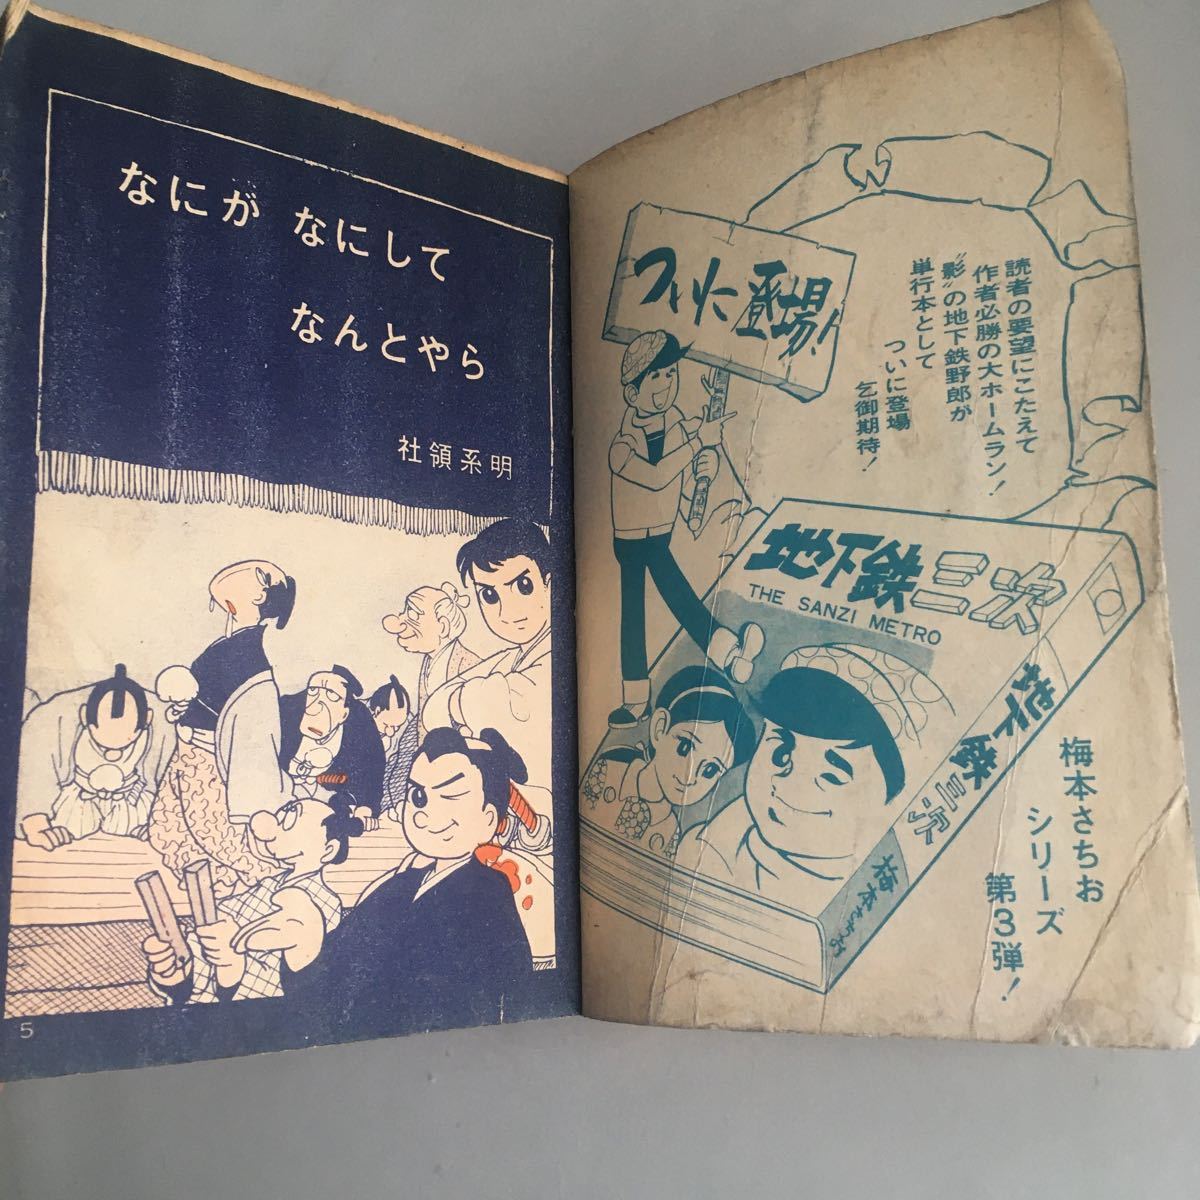 なにが なにして
なんとやら
社領系明
5
ついに登場!
読者の要望にこたえて
作者必勝の大ホームラン!
“影”の地下鉄野郎が
単行本として
ついに登場
乞御期待!
地下鉄三次
THE SANZI METRO
地下鉄三次
梅本さちお
梅本さちお
シリーズ
第3弾!